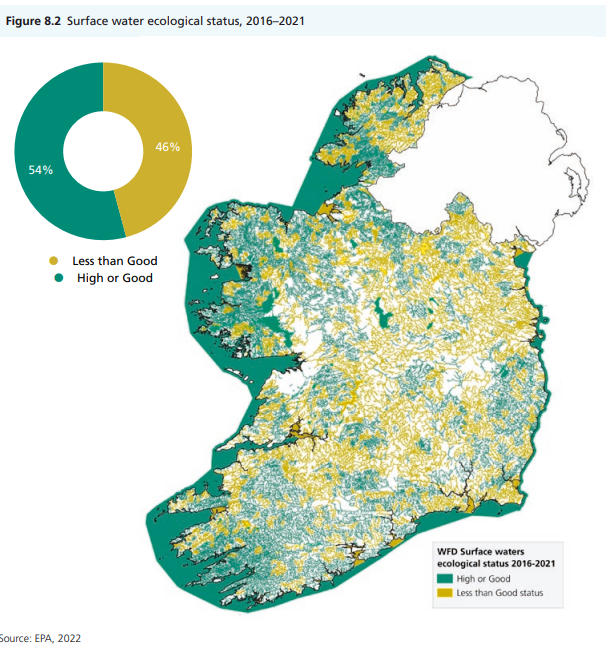 Figure 8.2 Surface water ecological status, 2016–2021
46%
54%
Less than Good
High or Good
WFD Surface waters
ecological status 2016-2021
High or Good
Less than Good status
Source: EPA, 2022